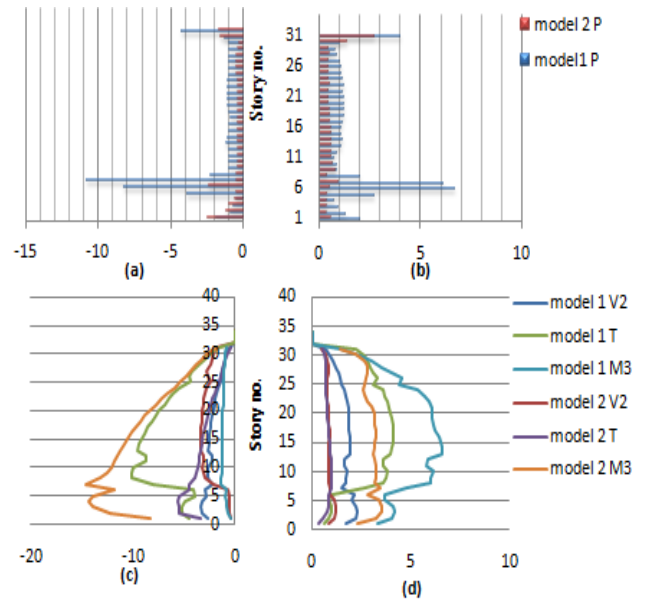 model 2 P
model1 P
Story no.
31
26
21
16
11
6
1
-15
-10
-5
0
0
5
10
(a)
(b)
40
35
30
25
20
15
10
5
0
-20
-10
0
(c)
Story no.
40
35
30
25
20
15
10
5
0
0
5
10
(d)
model 1 V2
model 1 T
model 1 M3
model 2 V2
model 2 T
model 2 M3